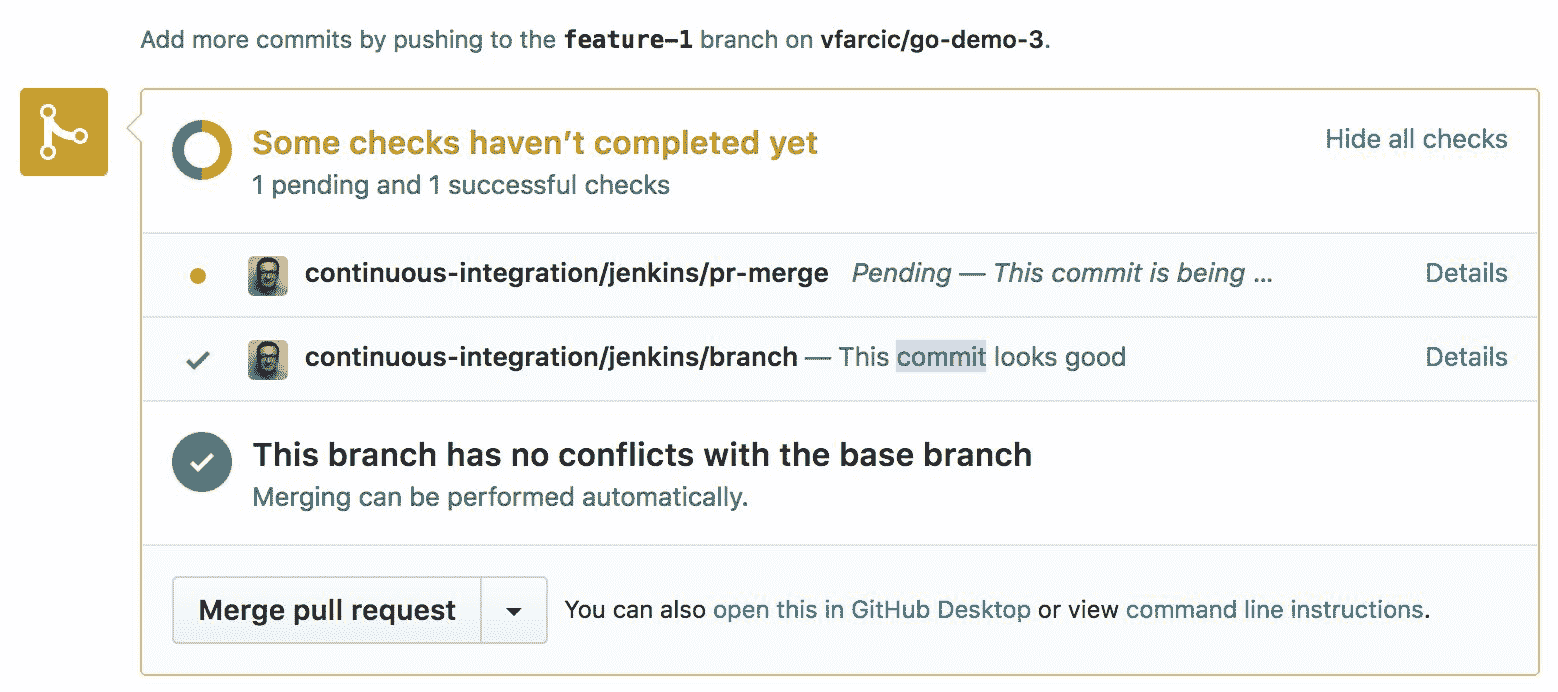 Add more commits by pushing to the feature-1 branch on vfarcic/go-demo-3.
Some checks haven’t completed yet
Hide all checks
1 pending and 1 successful checks
continuous-integration/jenkins/pr-merge Pending — This commit is being ... Details
continuous-integration/jenkins/branch — This commit looks good Details
This branch has no conflicts with the base branch
Merging can be performed automatically.
Merge pull request You can also open this in GitHub Desktop or view command line instructions.